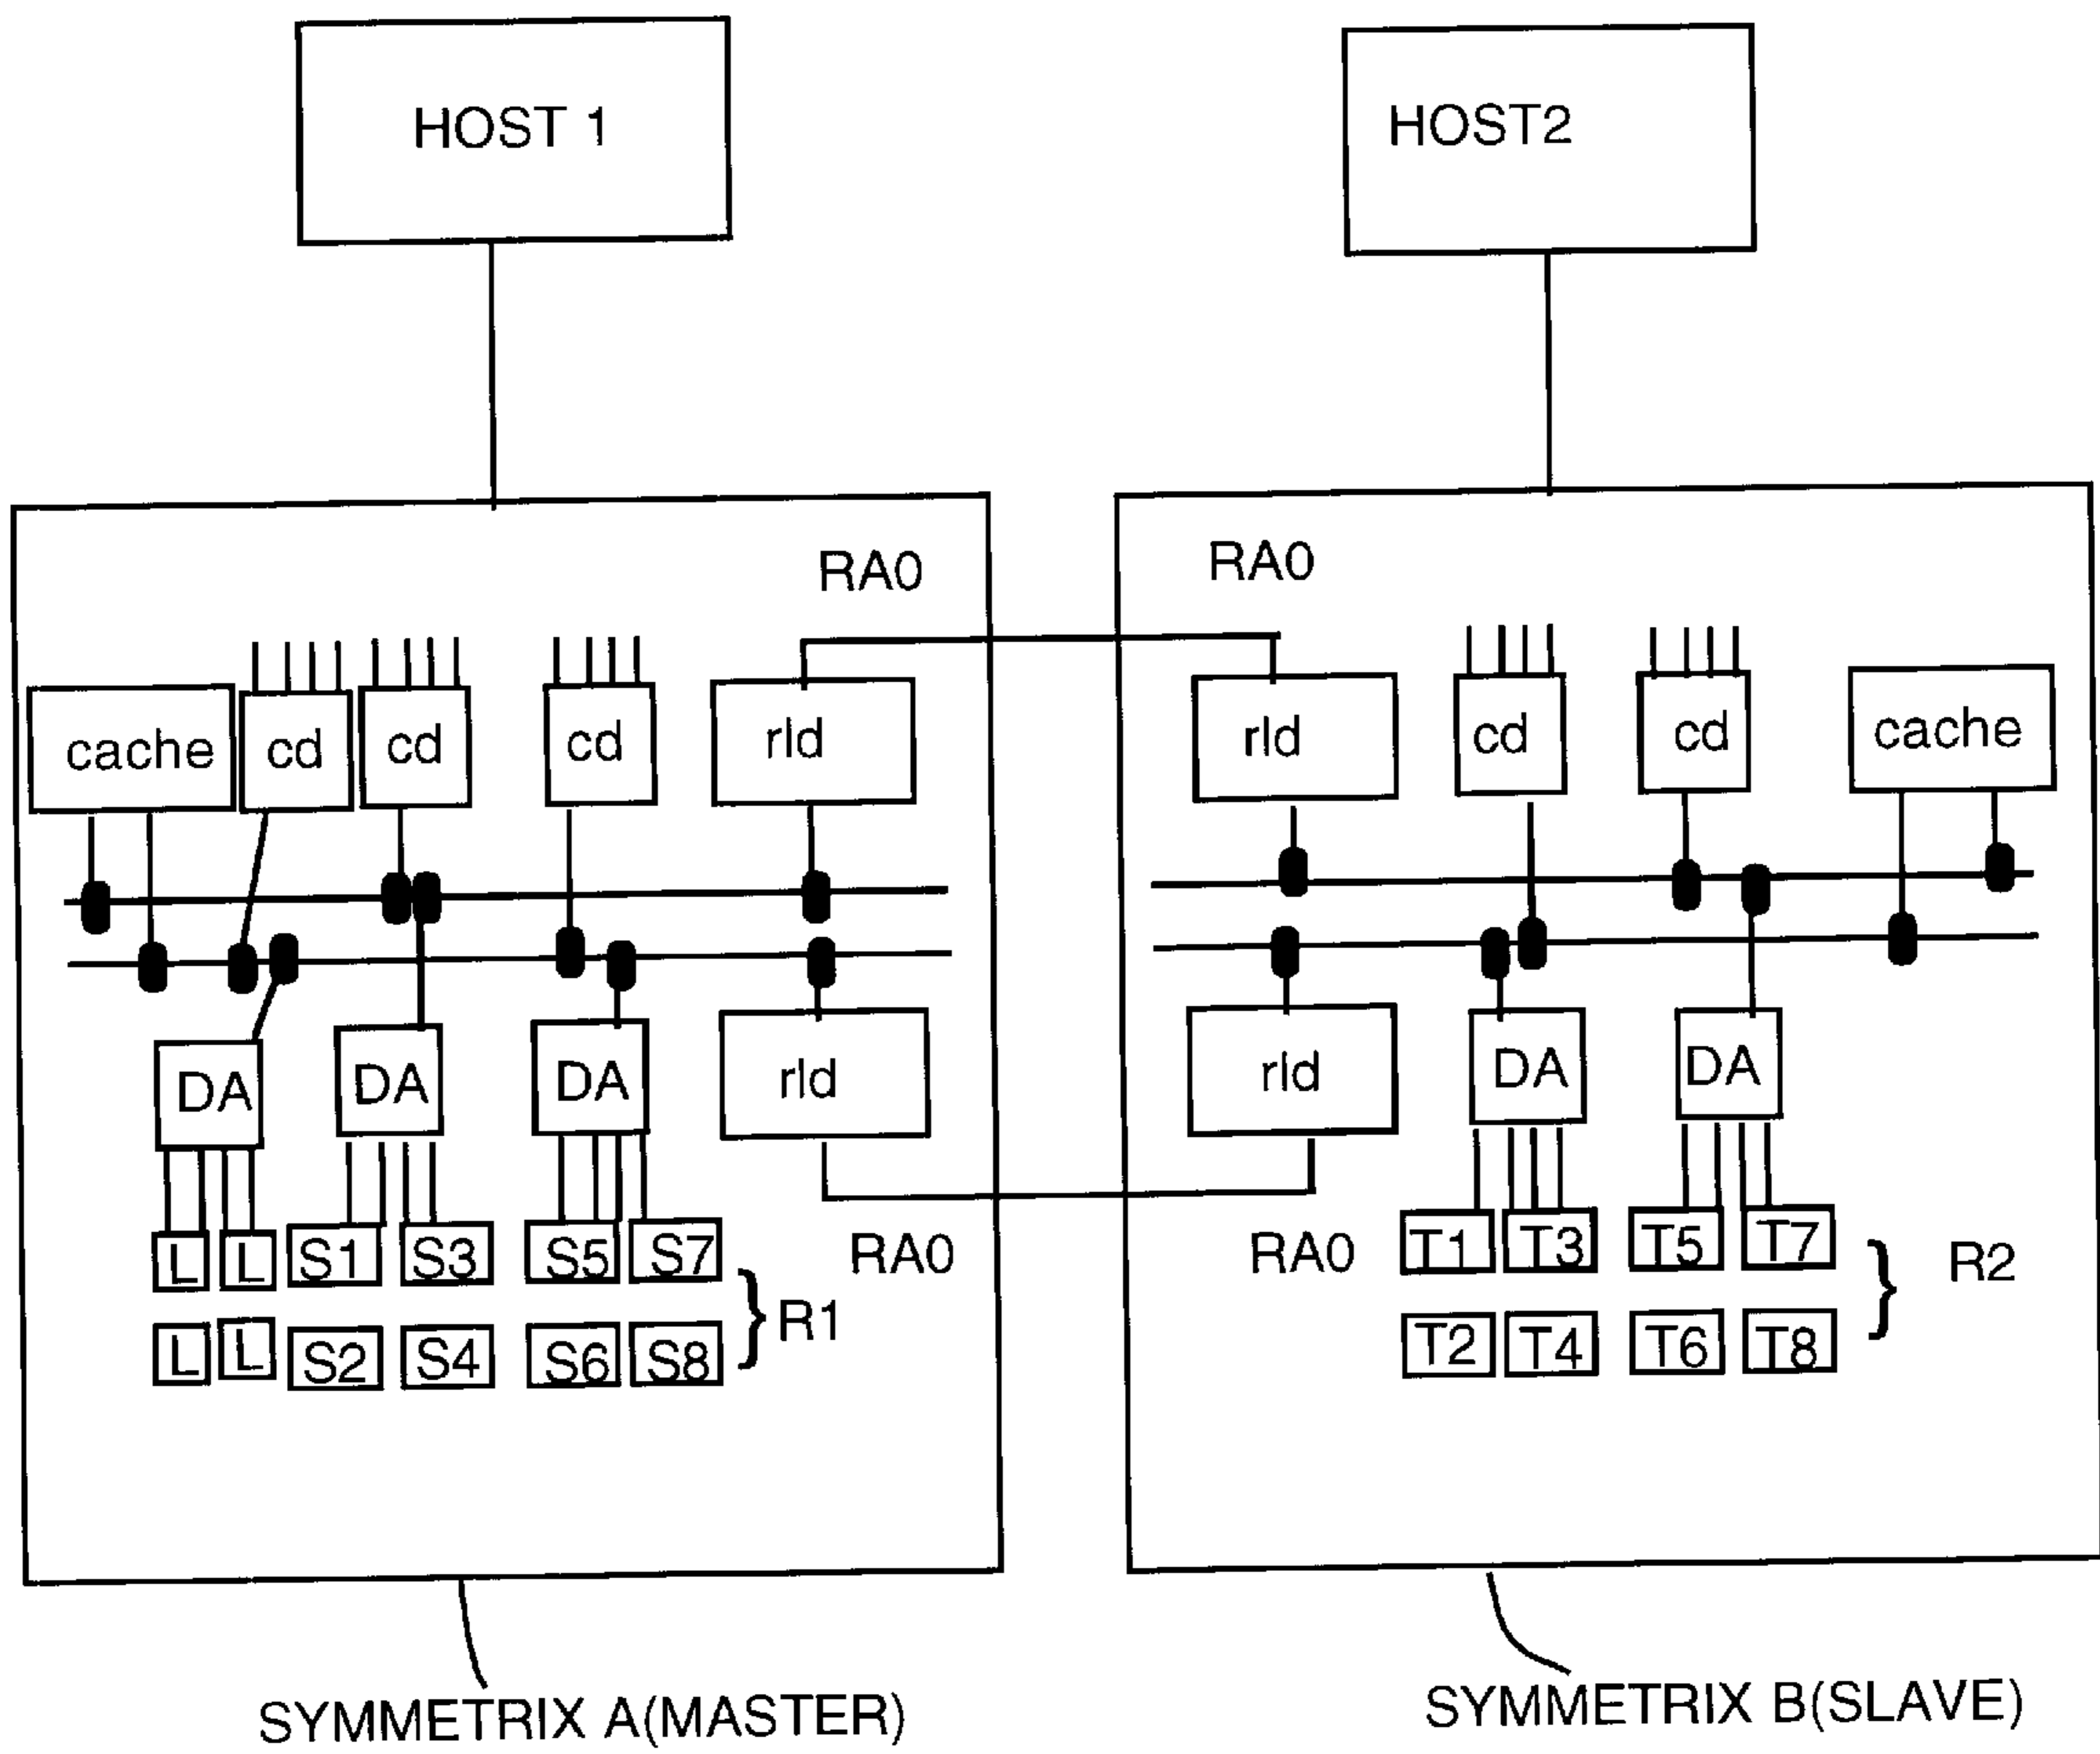 HOST 1
HOST2
RA0
RA0
cache cd cd cd rld
rld cd cd cache
DA DA DA rld
rld DA DA
L L S1 S3 S5 S7
L L S2 S4 S6 S8
} R1
RA0
RA0
T1 T3 T5 T7
T2 T4 T6 T8
} R2
SYMMETRIX A(MASTER)
SYMMETRIX B(SLAVE)